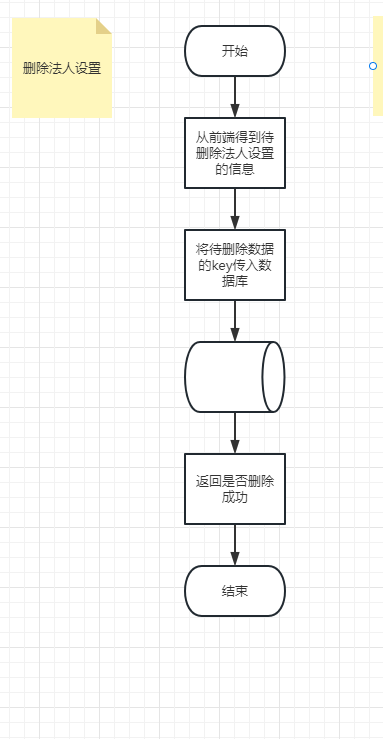 删除法人设置
开始
从前端得到待
删除法人设置
的信息
将待删除数据
的key传入数
据库
返回是否删除
成功
结束